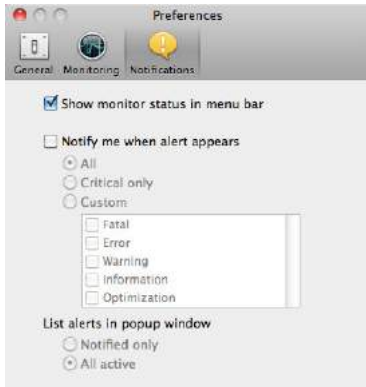 Preferences
General Monitoring Notifications
Show monitor status in menu bar
Notify me when alert appears
All
Critical only
Custom
Fatal
Error
Warning
Information
Optimization
List alerts in popup window
Notified only
All active